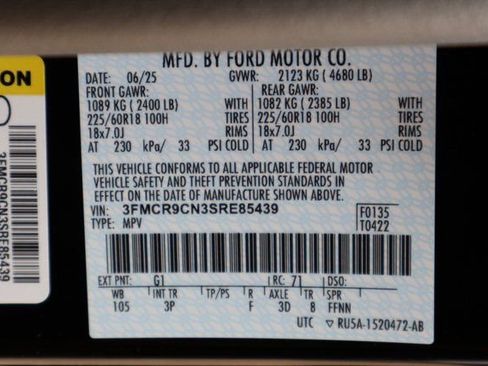 MFD. BY FORD MOTOR CO.
DATE: 06/25 GVWR: 2123 KG (4680 LB)
FRONT GAWR: REAR GAWR:
1089 KG (2400 LB) WITH 1082 KG (2385 LB) WITH
225/60R18 100H TIRES 225/60R18 100H TIRES
18x7.0J RIMS 18x7.0J RIMS
AT 230 kPa/ 33 PSI COLD AT 230 kPa/ 33 PSI COLD
THIS VEHICLE CONFORMS TO ALL APPLICABLE FEDERAL MOTOR
VEHICLE SAFETY AND THEFT PREVENTION STANDARDS IN
EFFECT ON THE DATE OF MANUFACTURE SHOWN ABOVE.
VIN: 3FMCR9CN3SRE85439 F0135
TYPE: MPV T0422
EXT PNT: G1 RC: 71 DSO:
WB INT TR TP/PS R AXLE TR SPR
105 3P F 3D 8 FFNN
UTC ▽ RU5A-1520472-AB
ON
3FMCR9CN3SRE85439